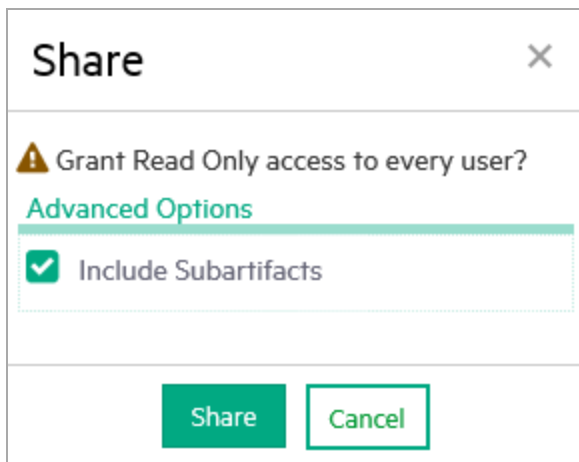 Share
Grant Read Only access to every user?
Advanced Options
Include Subartifacts
Share
Cancel